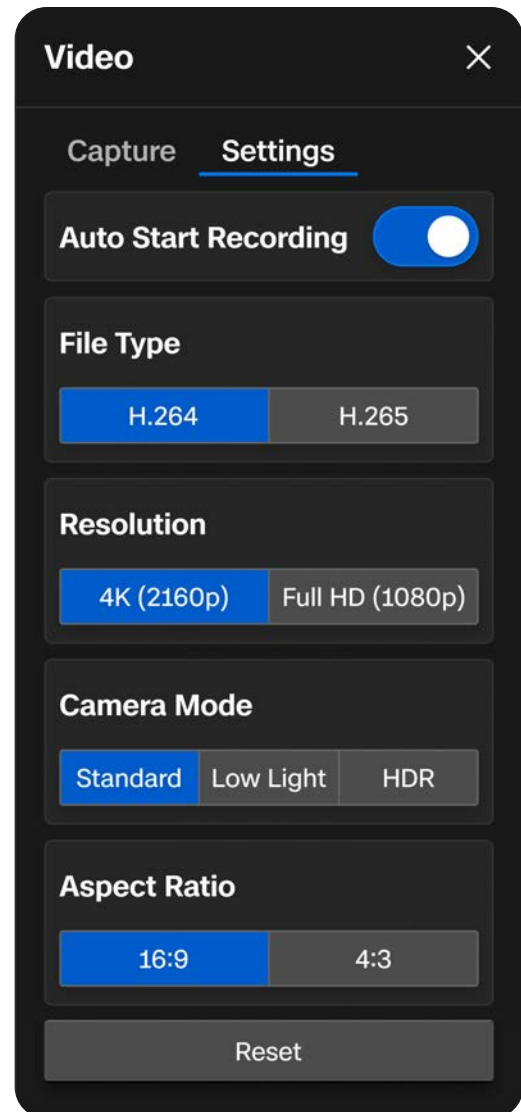 Video
Capture Settings
Auto Start Recording
File Type
H.264 H.265
Resolution
4K (2160p) Full HD (1080p)
Camera Mode
Standard Low Light HDR
Aspect Ratio
16:9 4:3
Reset